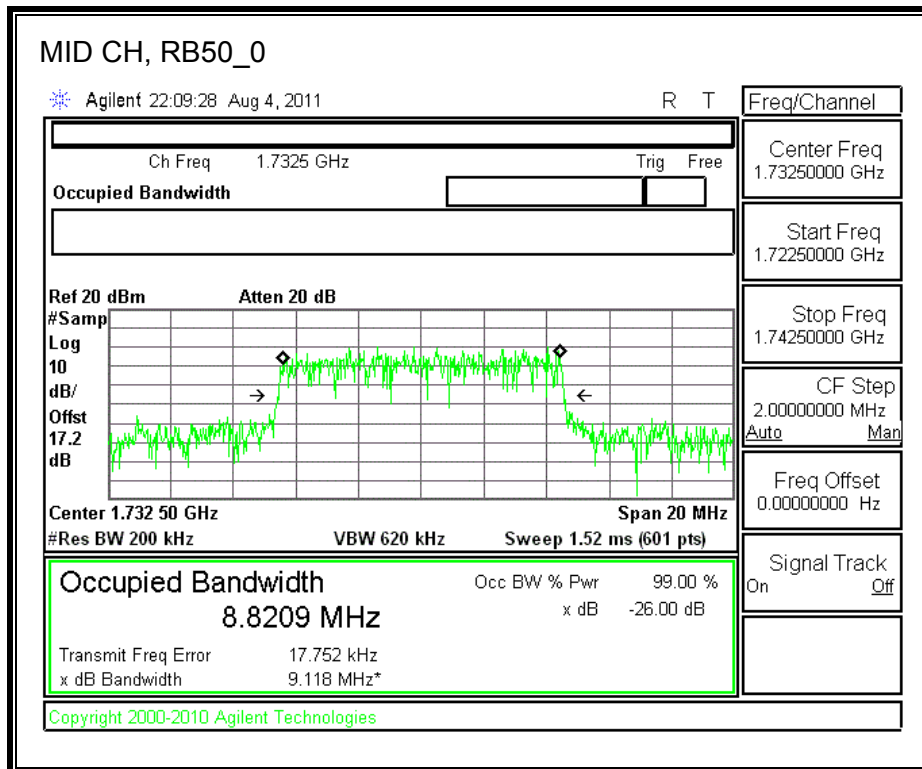 MID CH, RB50_0
Agilent 22:09:28 Aug 4, 2011 R T
Ch Freq 1.7325 GHz Trig Free
Occupied Bandwidth
Ref 20 dBm Atten 20 dB
#Samp
Log
10
dB/
Offst
17.2
dB
Center 1.732 50 GHz Span 20 MHz
#Res BW 200 kHz VBW 620 kHz Sweep 1.52 ms (601 pts)
Occupied Bandwidth Occ BW % Pwr 99.00 %
8.8209 MHz x dB -26.00 dB
Transmit Freq Error 17.752 kHz
x dB Bandwidth 9.118 MHz*
Copyright 2000-2010 Agilent Technologies
Freq/Channel
Center Freq
1.73250000 GHz
Start Freq
1.72250000 GHz
Stop Freq
1.74250000 GHz
CF Step
2.00000000 MHz
Auto Man
Freq Offset
0.00000000 Hz
Signal Track
On Off